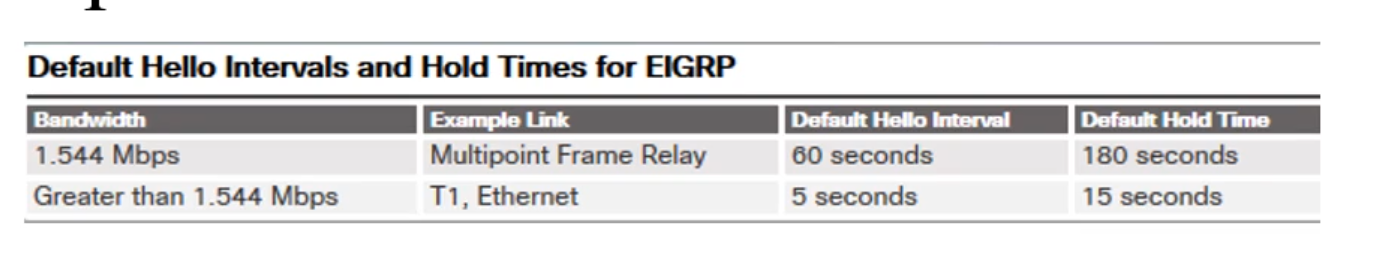 Default Hello Intervals and Hold Times for EIGRP
Bandwidth Example Link Default Hello Interval Default Hold Time
1.544 Mbps Multipoint Frame Relay 60 seconds 180 seconds
Greater than 1.544 Mbps T1, Ethernet 5 seconds 15 seconds